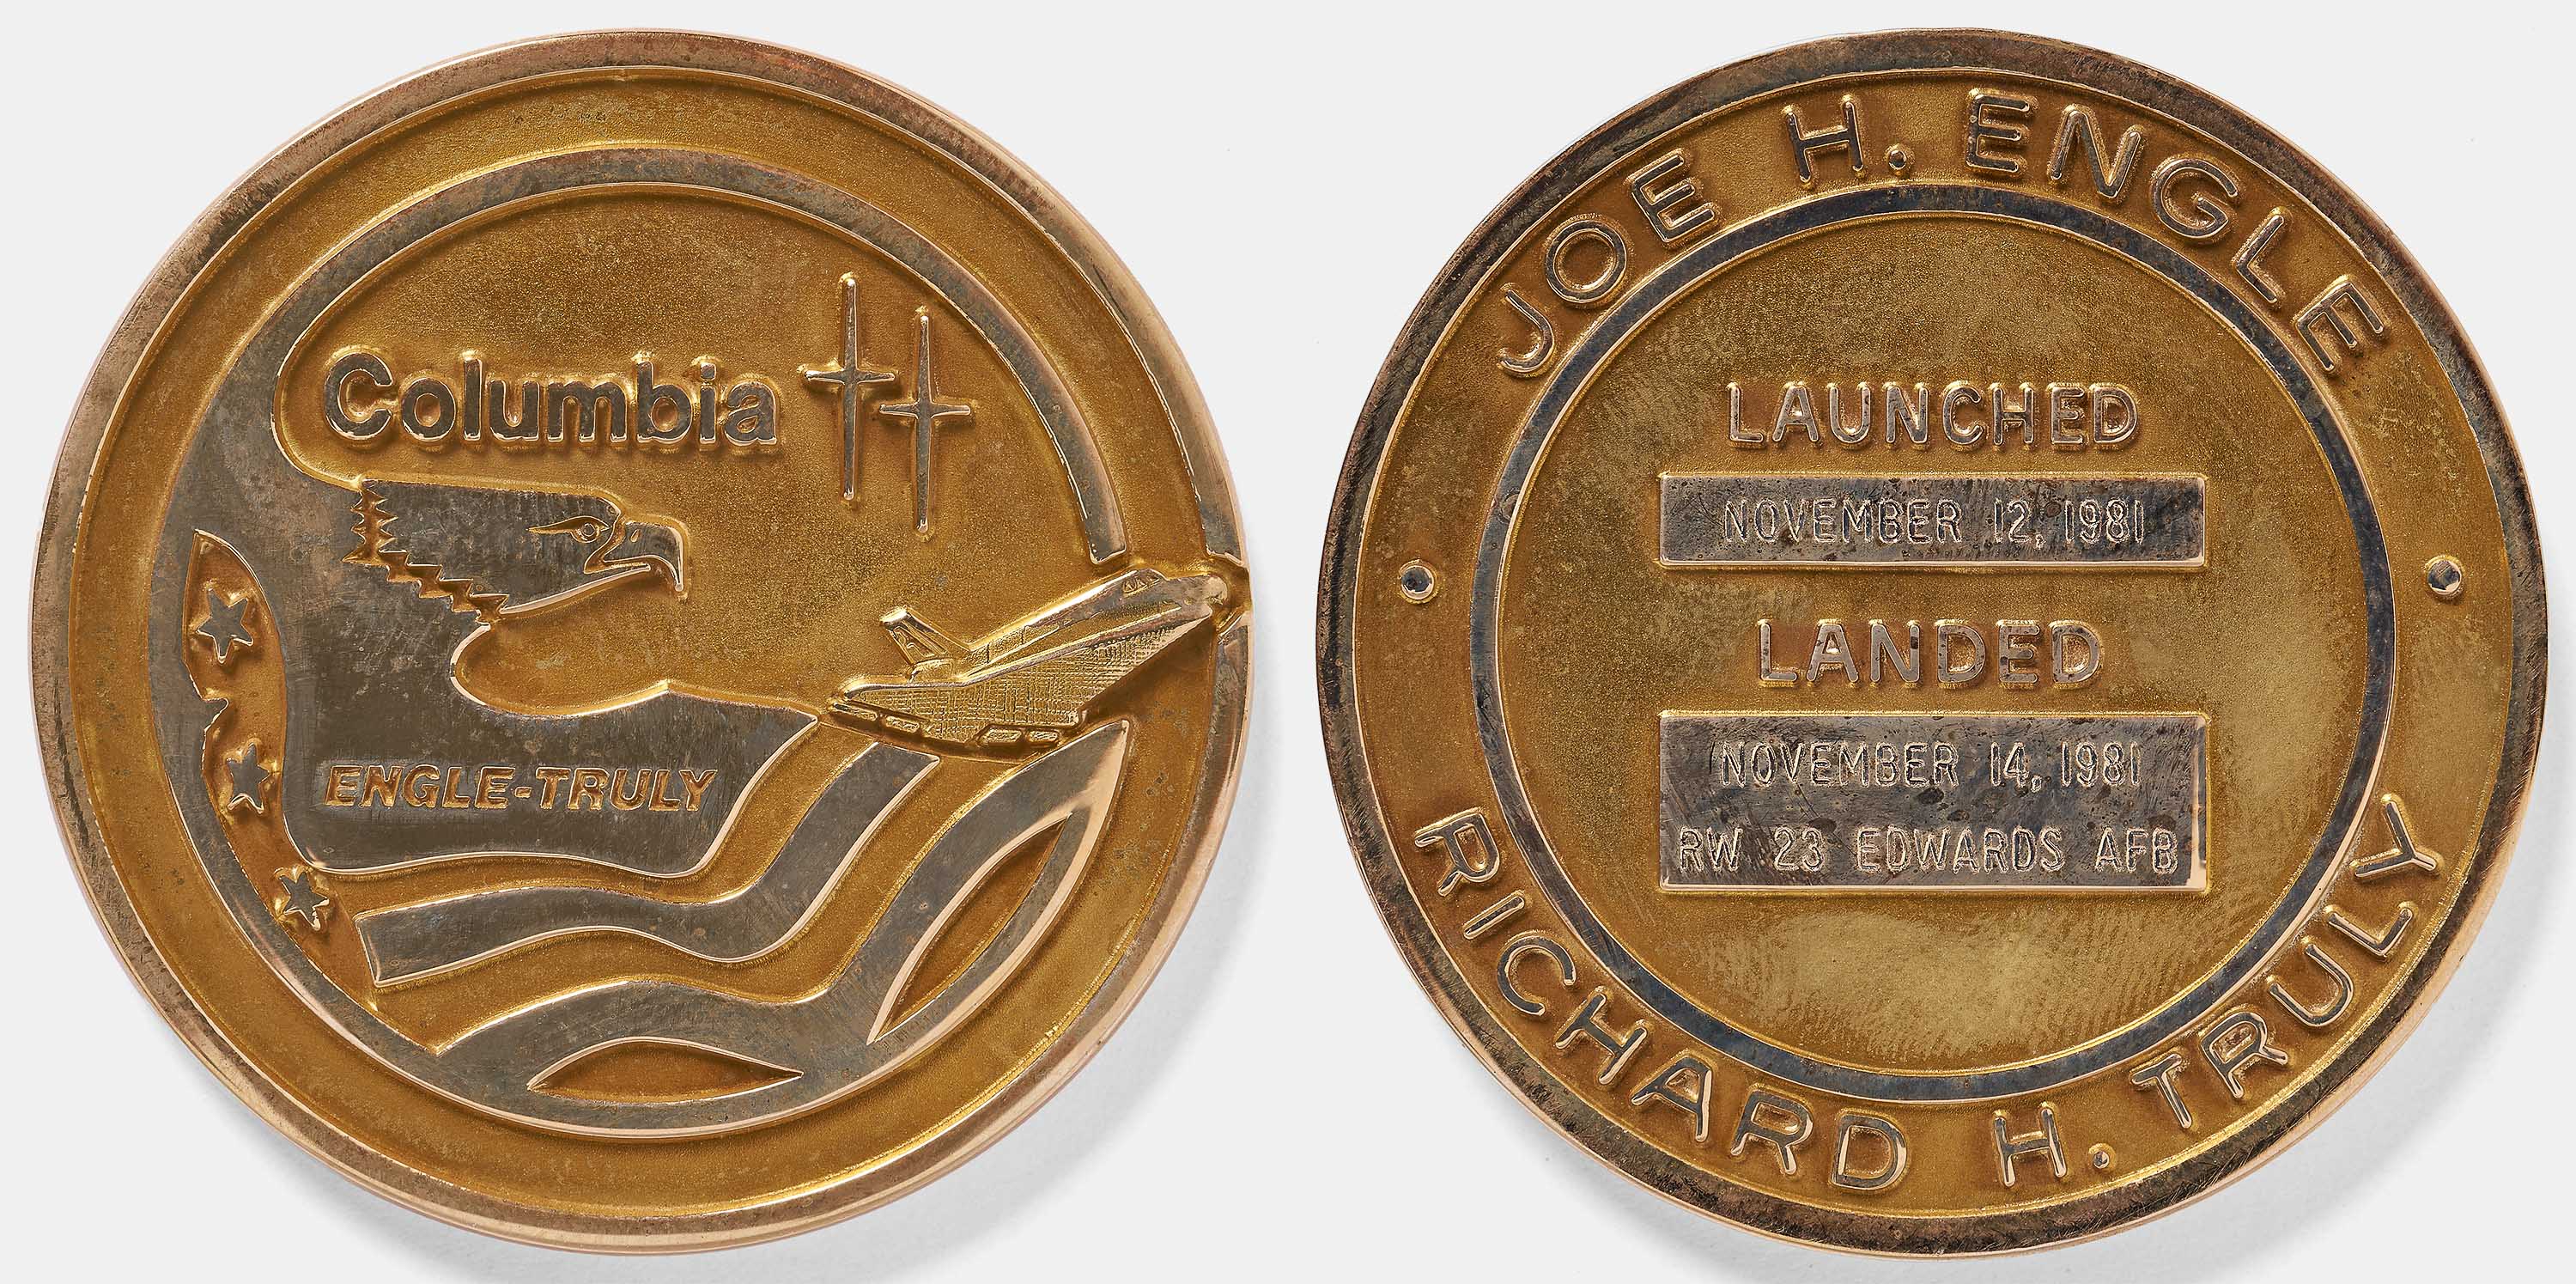 Columbia
ENGLE-TRULY
JOE H. ENGLE
LAUNCHED
NOVEMBER 12, 1981
LANDED
NOVEMBER 14, 1981
RW 23 EDWARDS AFB
RICHARD H. TRULY